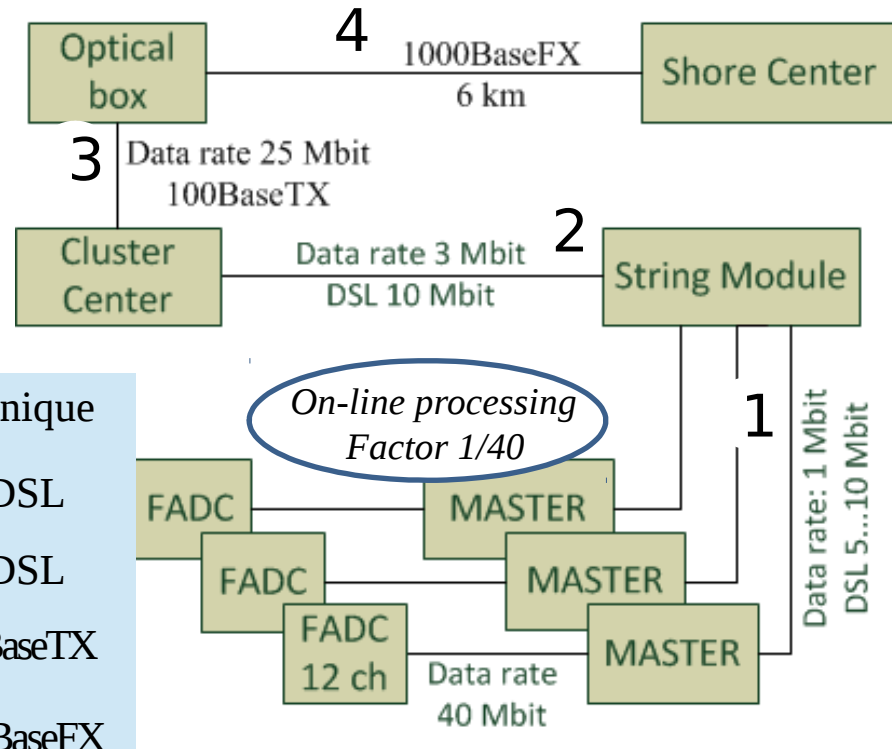 4
Optical
box
1000BaseFX
6 km
Shore Center
3
Data rate 25 Mbit
100BaseTX
Cluster
Center
Data rate 3 Mbit
DSL 10 Mbit
2
String Module
On-line processing
Factor 1/40
1
Data rate: 1 Mbit
DSL 5...10 Mbit
nique
DSL
DSL
BaseTX
BaseFX
FADC
MASTER
FADC
MASTER
FADC
12 ch
Data rate
40 Mbit
MASTER